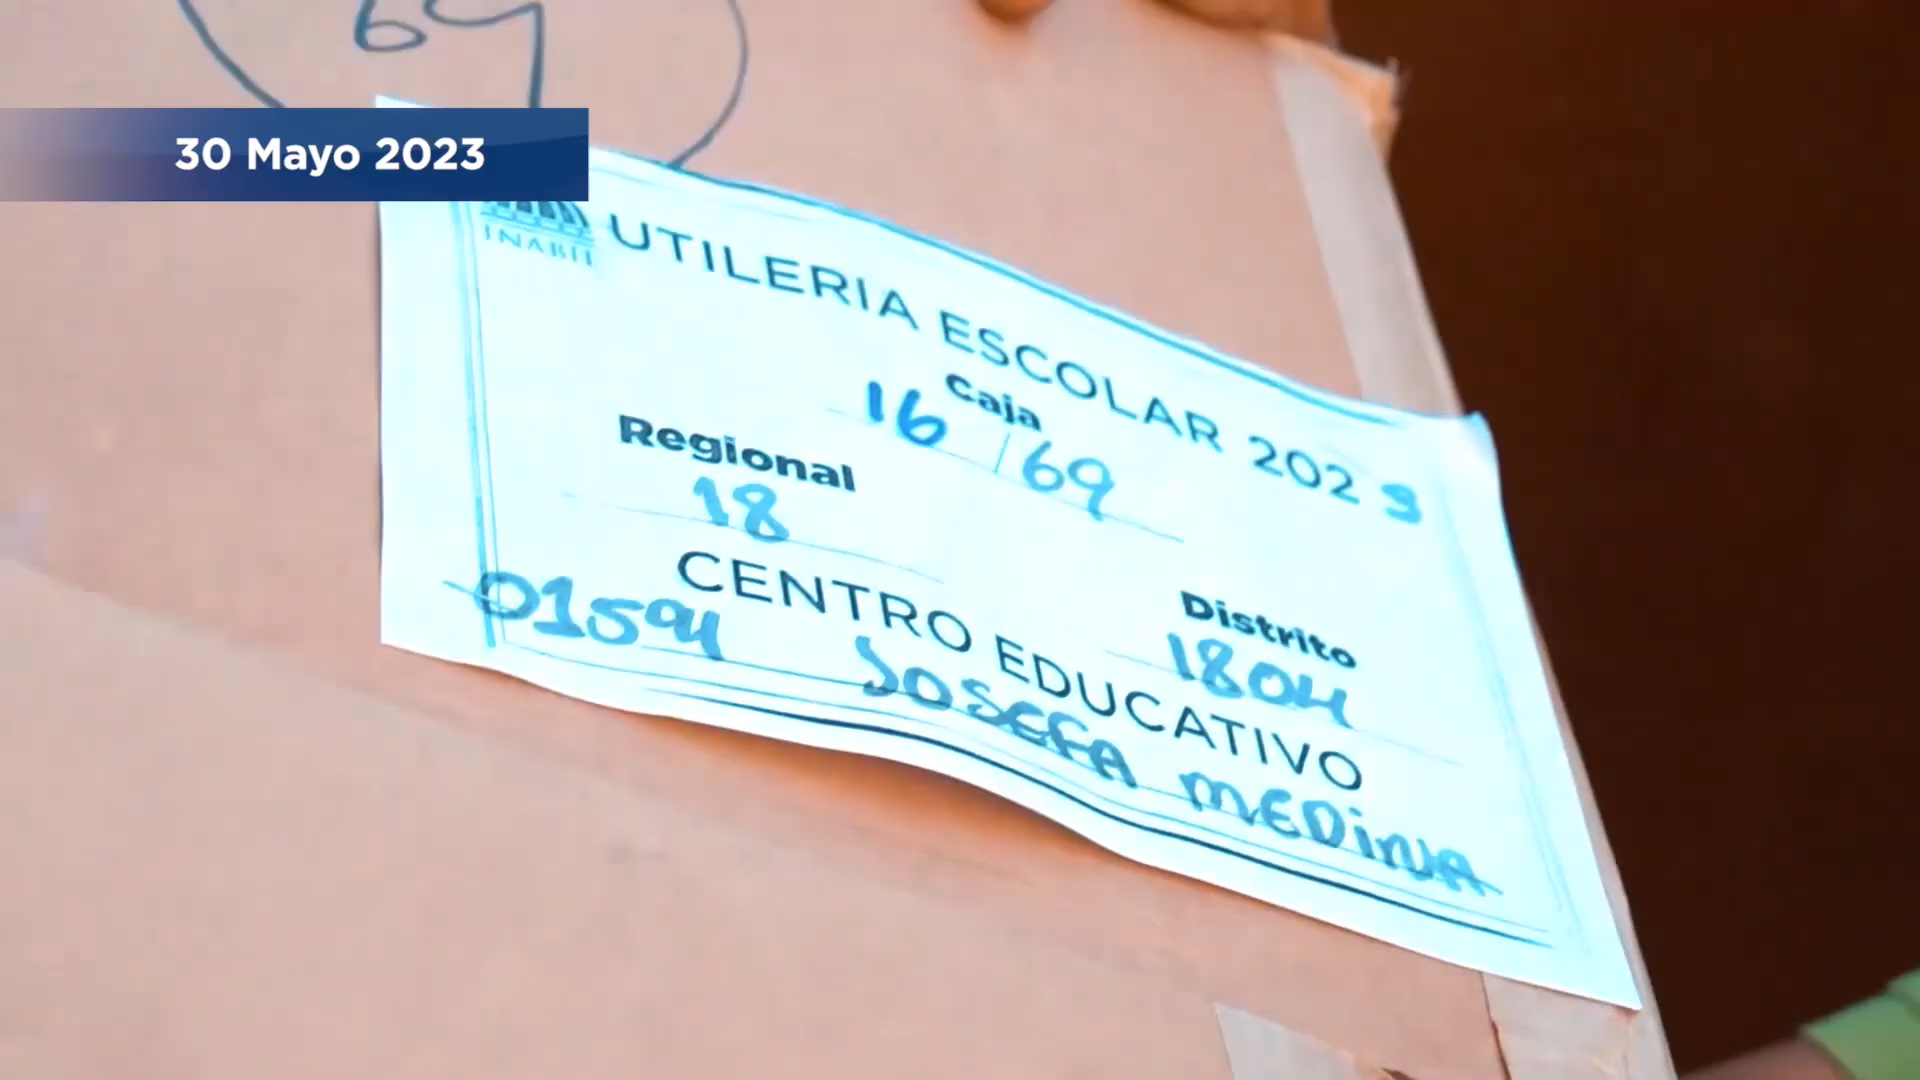 69
30 Mayo 2023
INABIE
UTILERIA ESCOLAR 2023
Caja
16 / 69
Regional
18
Distrito
1804
CENTRO EDUCATIVO
01594 JOSEFA MEDINA